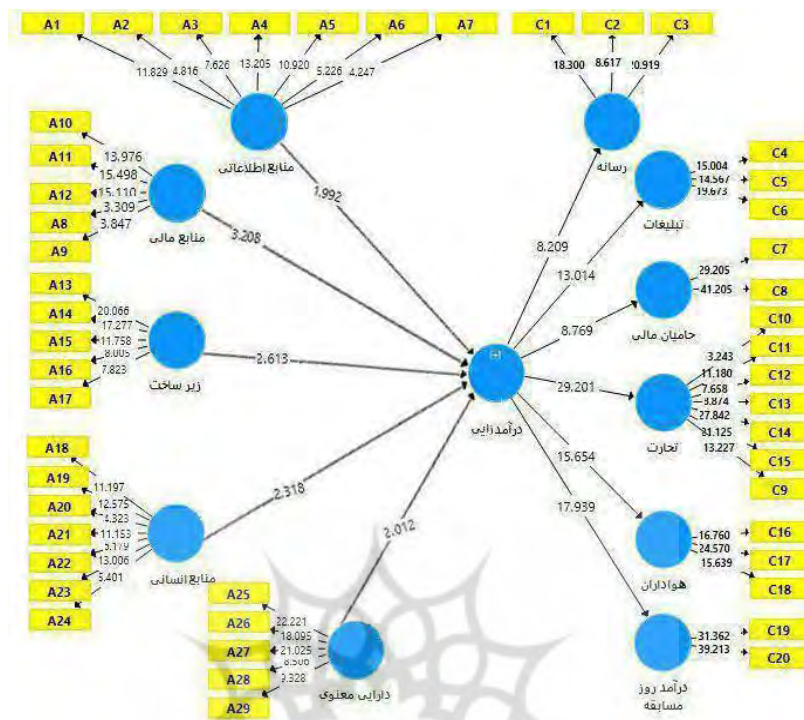 A1 A2 A3 A4 A5 A6 A7 C1 C2 C3
11.829 4.816 7.626 13.205 10.920 5.226 4.247
18.300 8.617 20.919
منابع اطلاعاتی
رسانه
A10
A11
A12
A8
A9
13.976
15.498
15.110
3.309
3.847
منابع مالی
1.992
3.208
C4
C5
C6
15.004
14.567
19.673
تبلیغات
8.209
13.014
C7
C8
29.205
41.205
حامیان مالی
8.769
A13
A14
A15
A16
A17
20.066
17.277
11.758
8.005
7.823
زیر ساخت
2.613
درآمدزایی
29.201
C10
C11
C12
C13
C14
C15
C9
3.243
11.180
7.658
27.842
13.227
تجارت
A18
A19
A20
A21
A22
A23
A24
11.197
12.575
4.323
11.153
13.006
5.401
منابع انسانی
2.318
15.654
C16
C17
C18
16.760
24.570
15.639
هواداران
2.012
17.939
A25
A26
A27
A28
A29
22.221
18.095
21.025
8.506
9.328
دارایی معنوی
C19
C20
31.362
39.213
درآمد روز
مسابقه